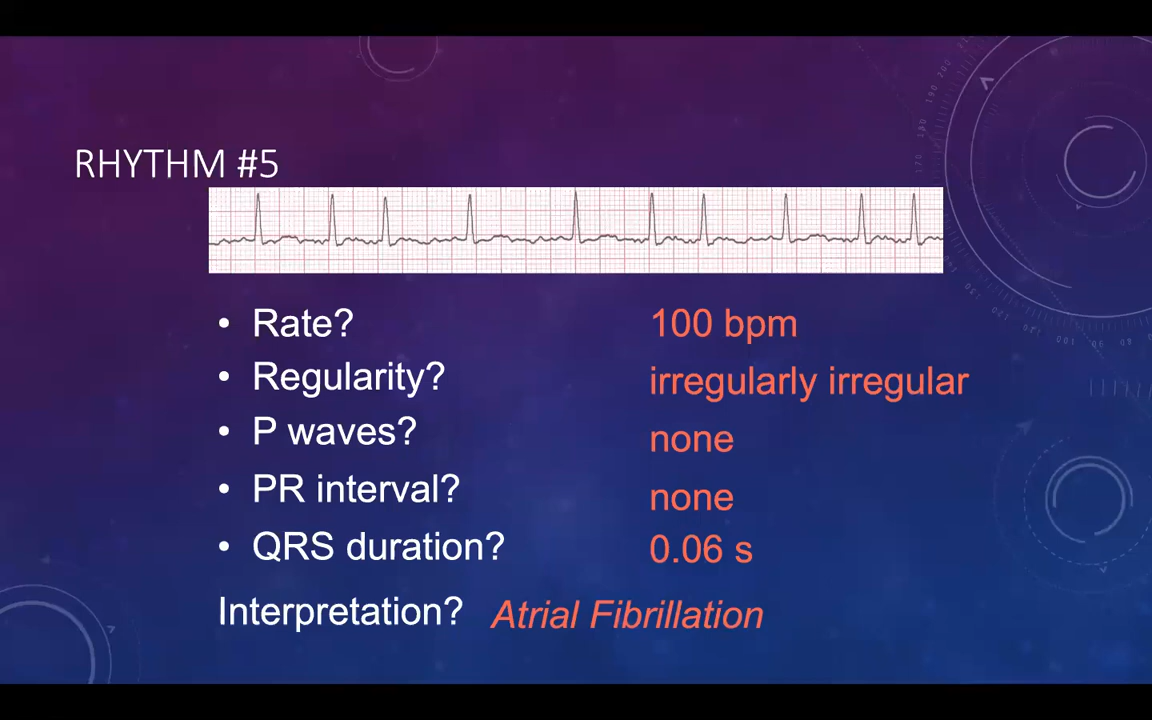 RHYTHM #5
• Rate? 100 bpm
• Regularity? irregularly irregular
• P waves? none
• PR interval? none
• QRS duration? 0.06 s
Interpretation? Atrial Fibrillation